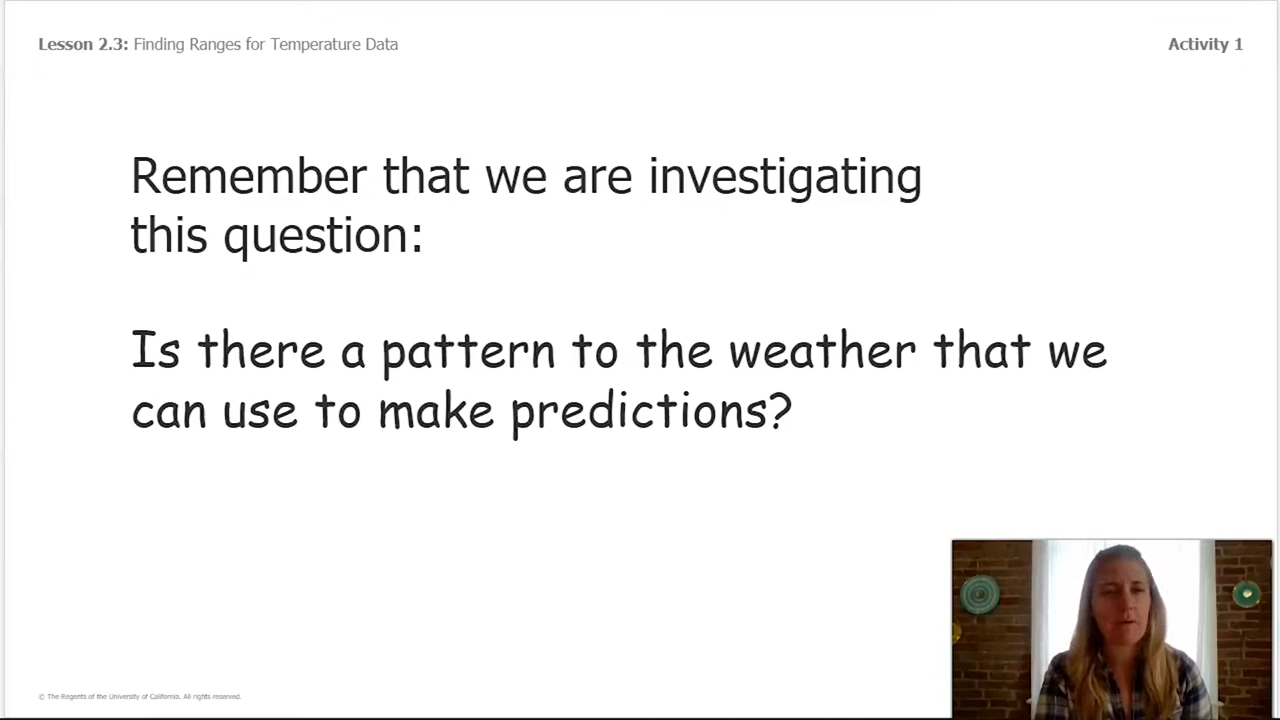 Lesson 2.3: Finding Ranges for Temperature Data
Activity 1
Remember that we are investigating
this question:
Is there a pattern to the weather that we
can use to make predictions?
© The Regents of the University of California. All rights reserved.